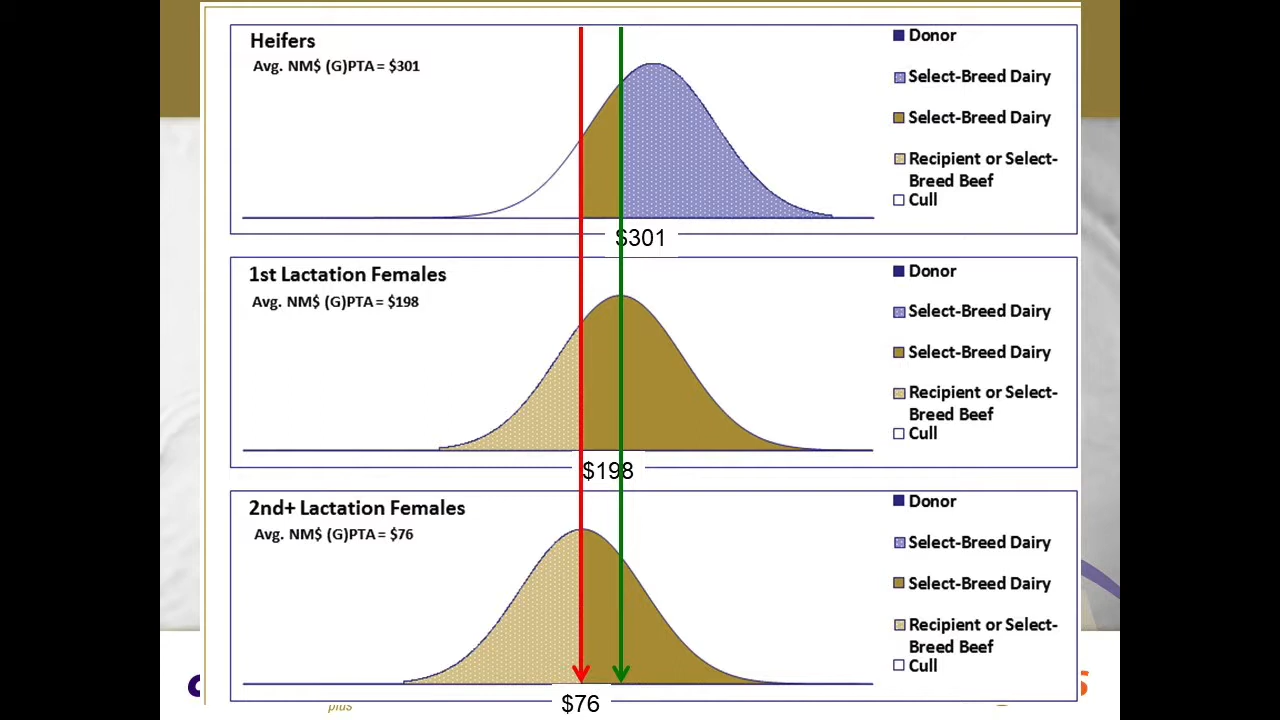 Heifers
Avg. NM$ (G)PTA = $301
Donor
Select-Breed Dairy
Select-Breed Dairy
Recipient or Select-
Breed Beef
Cull
$301
1st Lactation Females
Avg. NM$ (G)PTA = $198
Donor
Select-Breed Dairy
Select-Breed Dairy
Recipient or Select-
Breed Beef
Cull
$198
2nd+ Lactation Females
Avg. NM$ (G)PTA = $76
Donor
Select-Breed Dairy
Select-Breed Dairy
Recipient or Select-
Breed Beef
Cull
$76
plus